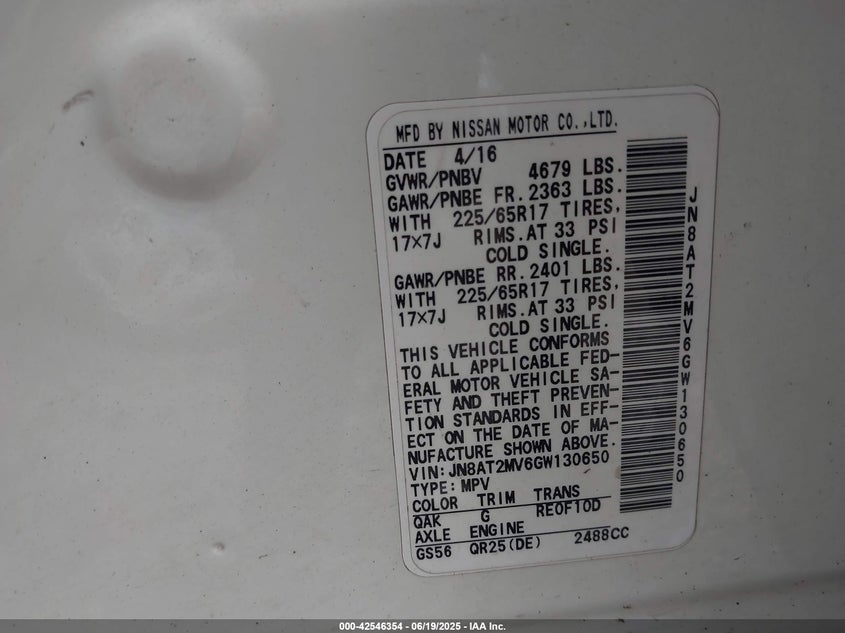 MFD BY NISSAN MOTOR CO.,LTD.
DATE 4/16
GVWR/PNBV 4679 LBS.
GAWR/PNBE FR. 2363 LBS.
WITH 225/65R17 TIRES,
17×7J RIMS.AT 33 PSI
COLD SINGLE.
GAWR/PNBE RR. 2401 LBS.
WITH 225/65R17 TIRES,
17×7J RIMS.AT 33 PSI
COLD SINGLE.
THIS VEHICLE CONFORMS
TO ALL APPLICABLE FED-
ERAL MOTOR VEHICLE SA-
FETY AND THEFT PREVEN-
TION STANDARDS IN EFF-
ECT ON THE DATE OF MA-
NUFACTURE SHOWN ABOVE.
VIN: JN8AT2MV6GW130650
TYPE: MPV
COLOR TRIM TRANS
QAK G RE0F10D
AXLE ENGINE
GS56 QR25(DE) 2488CC
JN8AT2MV6GW130650
000-42546354 / 06/19/2025 - IAA Inc.